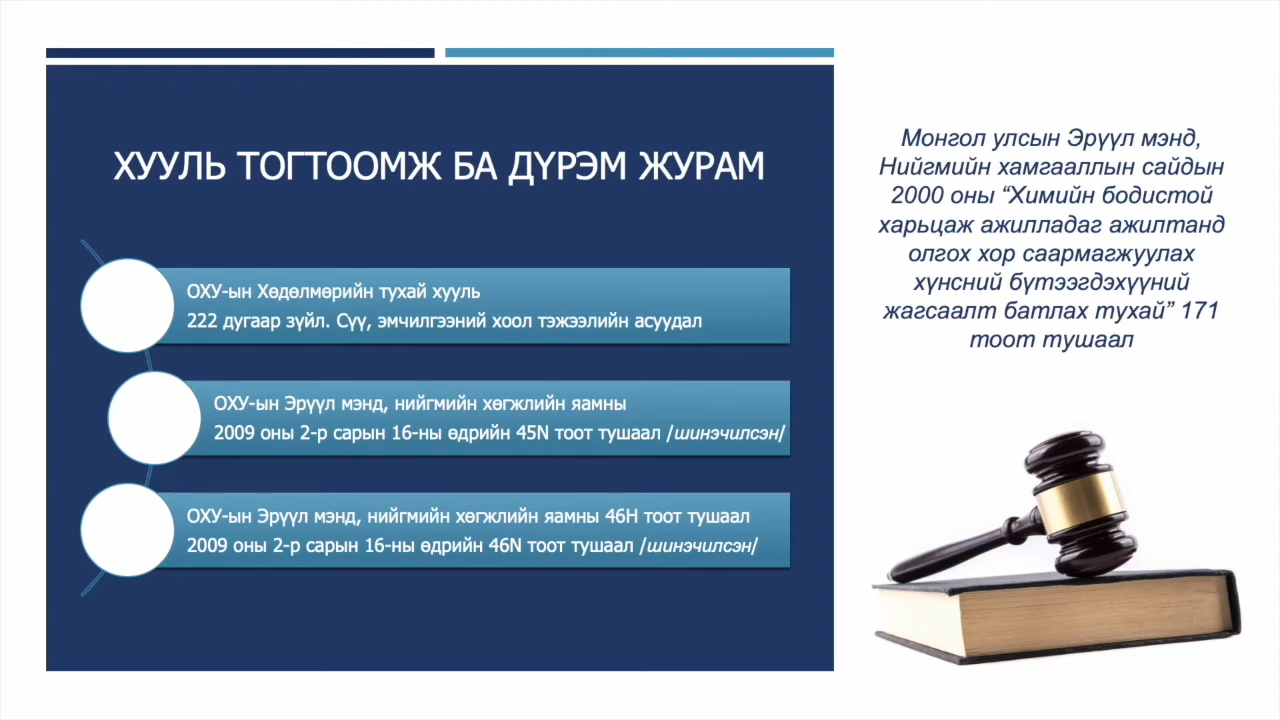 ХУУЛЬ ТОГТООМЖ БА ДҮРЭМ ЖУРАМ
ОХУ-ын Хөдөлмөрийн тухай хууль
222 дугаар зүйл. Сүү, эмчилгээний хоол тэжээлийн асуудал
ОХУ-ын Эрүүл мэнд, нийгмийн хөгжлийн яамны
2009 оны 2-р сарын 16-ны өдрийн 45N тоот тушаал /шинэчилсэн/
ОХУ-ын Эрүүл мэнд, нийгмийн хөгжлийн яамны 46Н тоот тушаал
2009 оны 2-р сарын 16-ны өдрийн 46N тоот тушаал /шинэчилсэн/
Монгол улсын Эрүүл мэнд,
Нийгмийн хамгааллын сайдын
2000 оны “Химийн бодистой
харьцаж ажилладаг ажилтанд
олгох хор саармагжуулах
хүнсний бүтээгдэхүүний
жагсаалт батлах тухай” 171
тоот тушаал